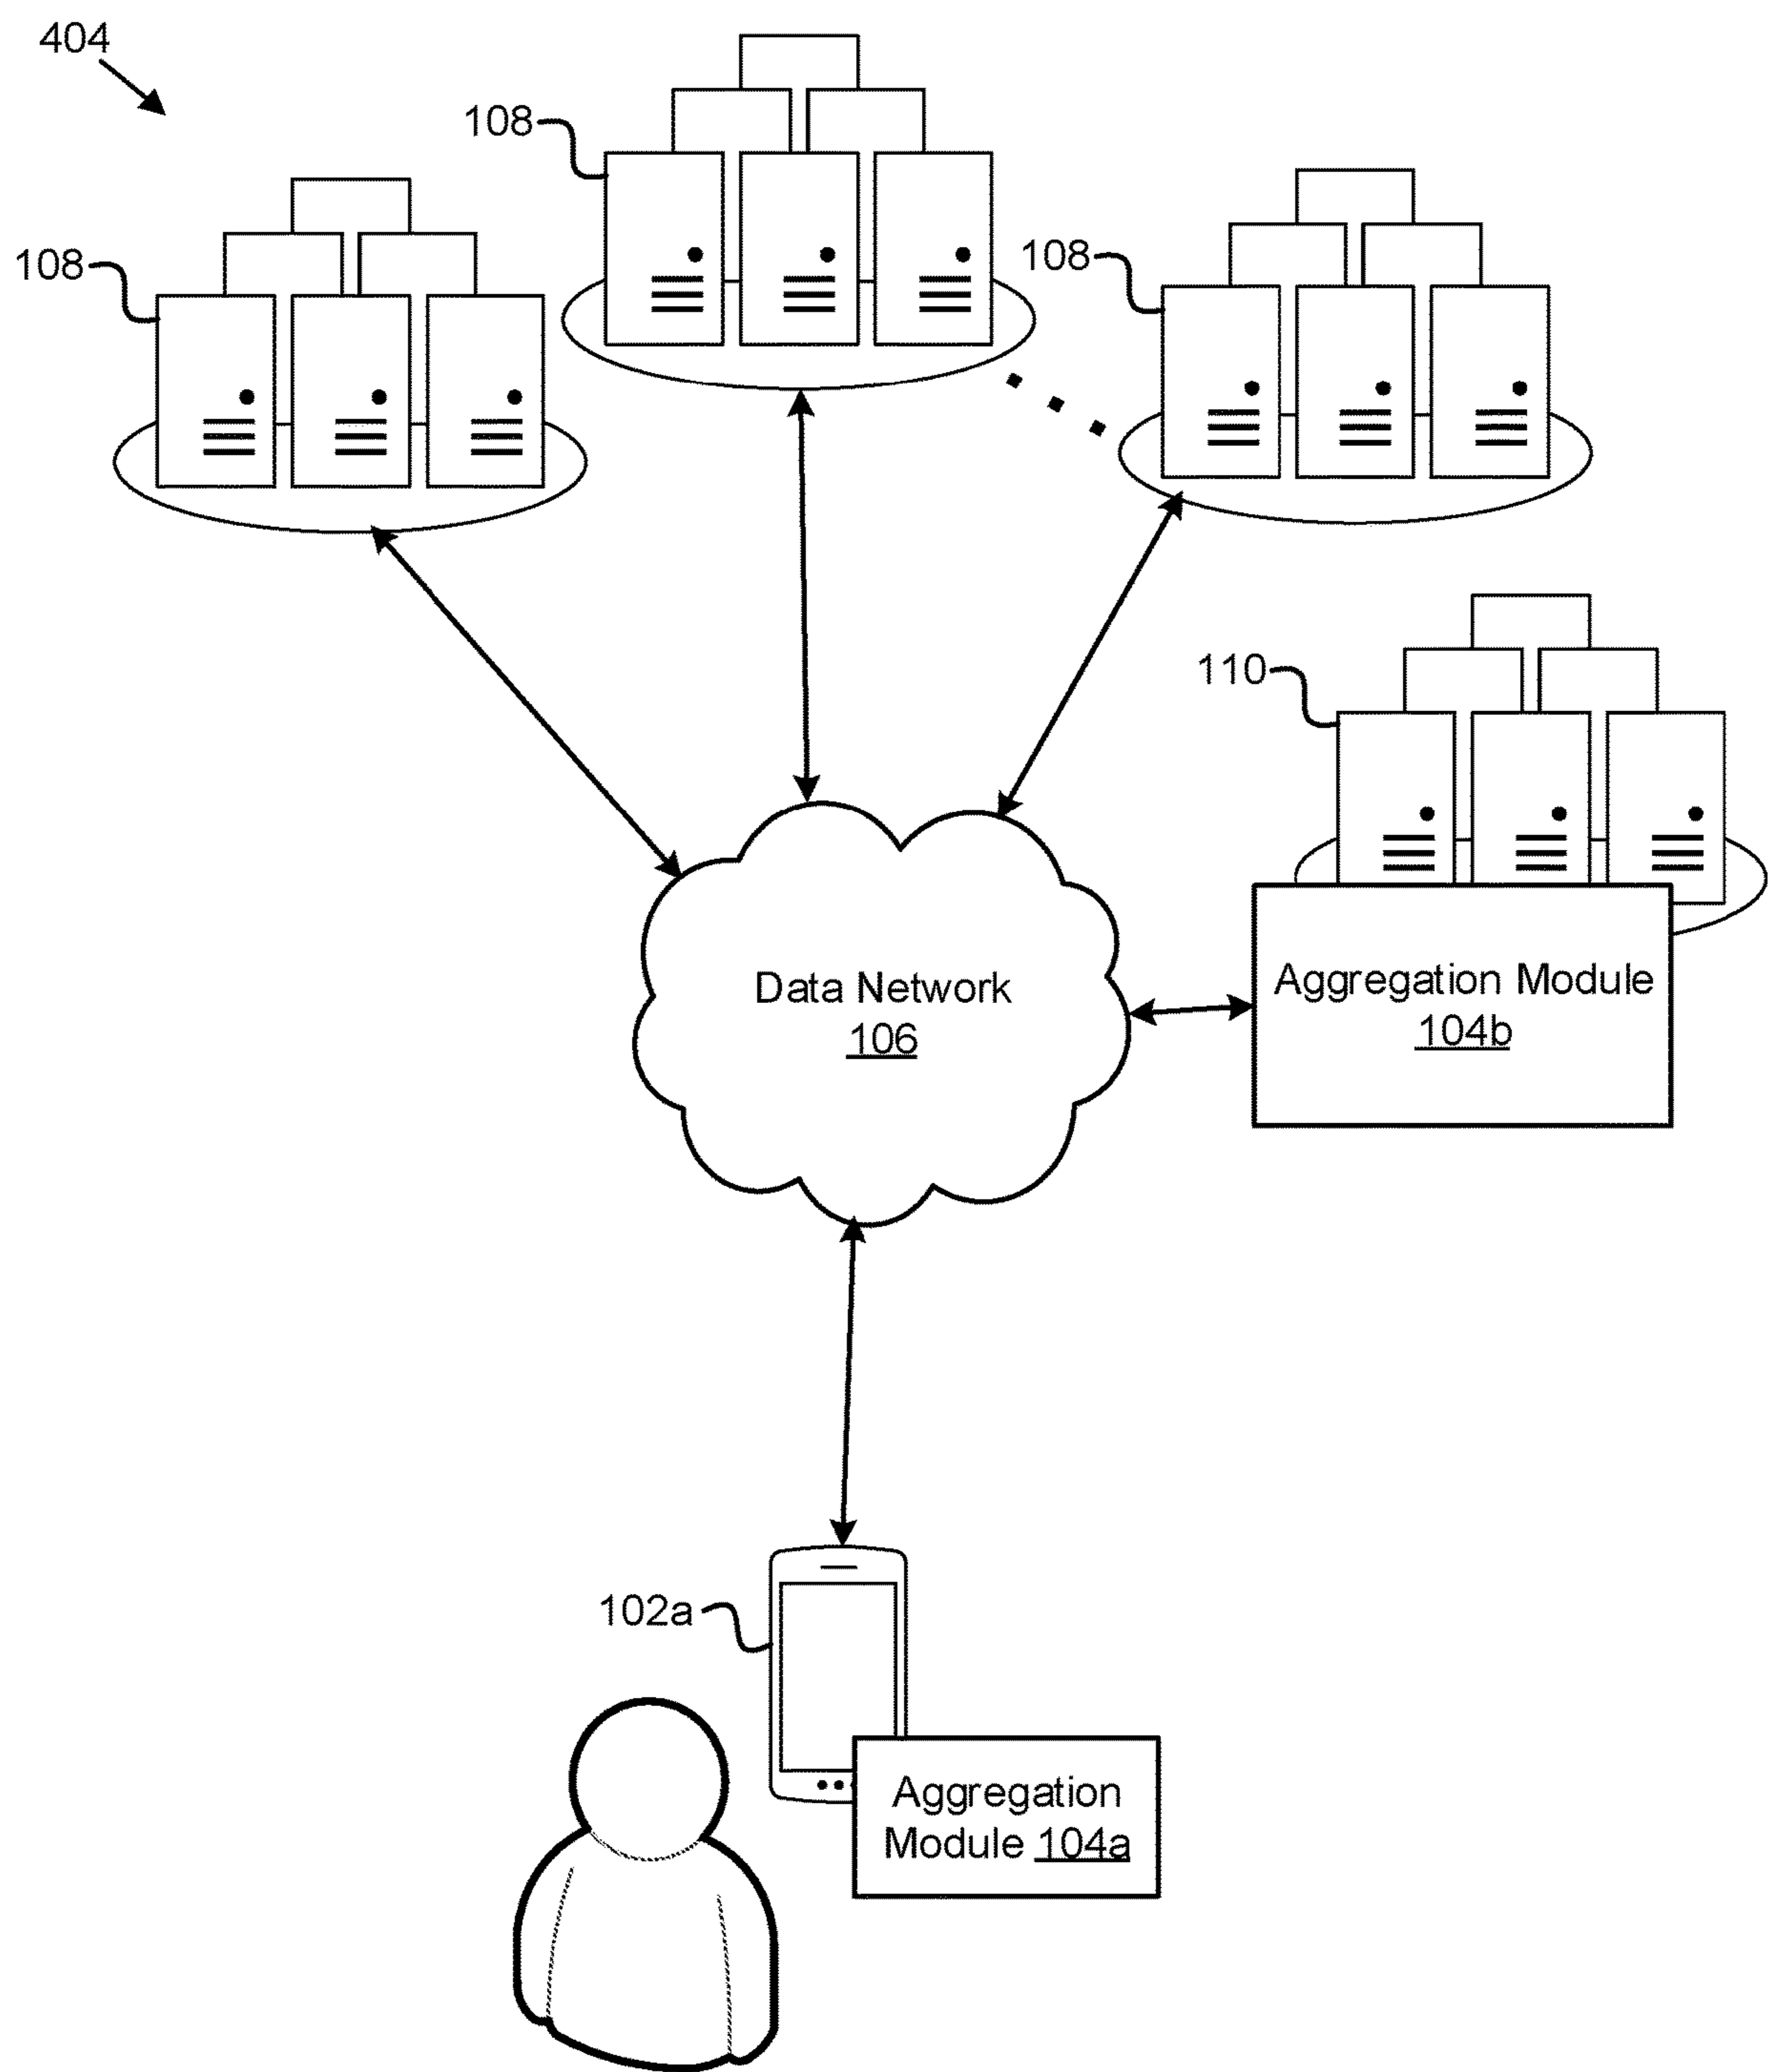 404
108
108
108
110
Data Network
106
Aggregation Module
104b
102a
Aggregation
Module 104a